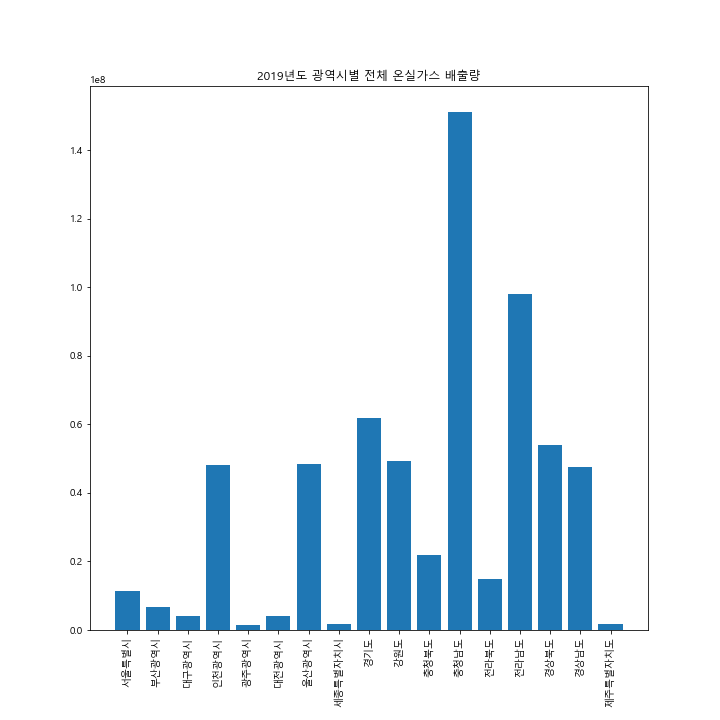 2019년도 광역시별 전체 온실가스 배출량
1e8
1.4
1.2
1.0
0.8
0.6
0.4
0.2
0.0
서울특별시
부산광역시
대구광역시
인천광역시
광주광역시
대전광역시
울산광역시
세종특별자치시
경기도
강원도
충청북도
충청남도
전라북도
전라남도
경상북도
경상남도
제주특별자치도